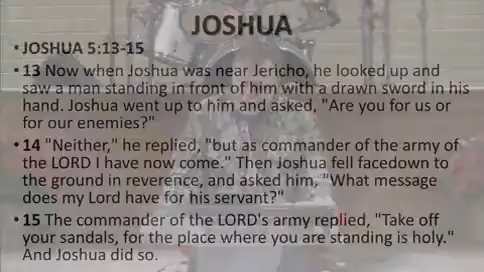 JOSHUA
• JOSHUA 5:13-15
• 13 Now when Joshua was near Jericho, he looked up and
saw a man standing in front of him with a drawn sword in his
hand. Joshua went up to him and asked, "Are you for us or
for our enemies?"
• 14 "Neither," he replied, "but as commander of the army of
the LORD I have now come." Then Joshua fell facedown to
the ground in reverence, and asked him, "What message
does my Lord have for his servant?"
• 15 The commander of the LORD's army replied, "Take off
your sandals, for the place where you are standing is holy."
And Joshua did so.